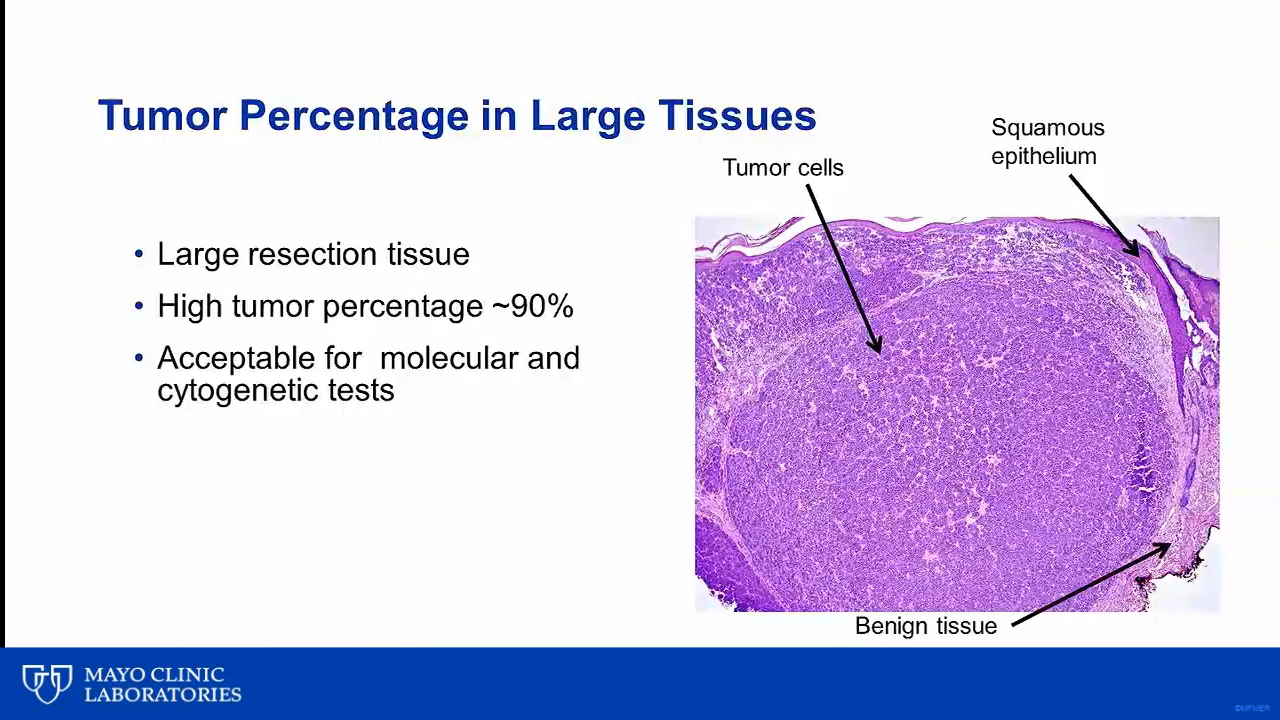 Tumor Percentage in Large Tissues
Squamous
epithelium
Tumor cells
• Large resection tissue
• High tumor percentage ~90%
• Acceptable for  molecular and
cytogenetic tests
Benign tissue
MAYO CLINIC
LABORATORIES
©MFMER